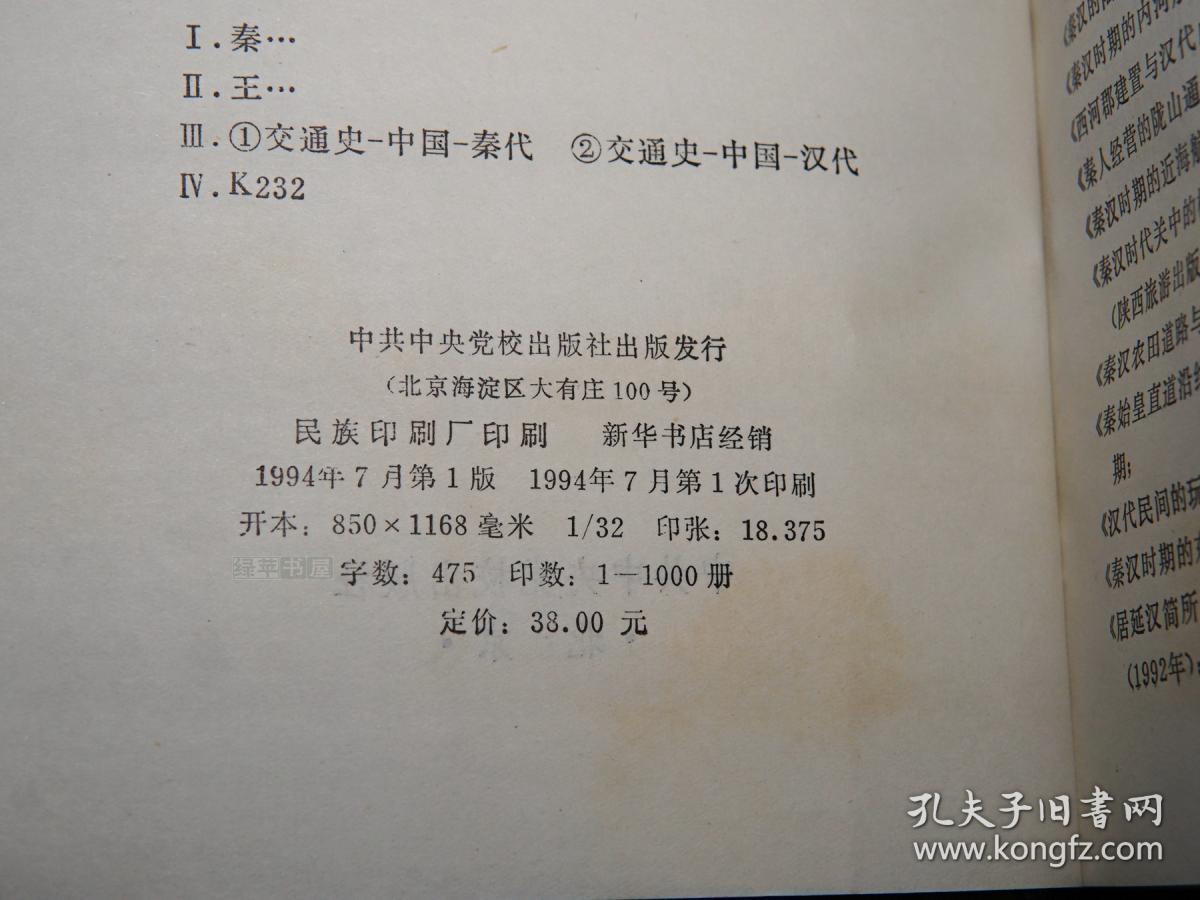 Ⅰ.秦…
Ⅱ.王…
Ⅲ.①交通史-中国-秦代 ②交通史-中国-汉代
Ⅳ.K232
中共中央党校出版社出版发行
(北京海淀区大有庄100号)
民族印刷厂印刷 新华书店经销
1994年7月第1版 1994年7月第1次印刷
开本:850×1168毫米 1/32 印张:18.375
字数:475 印数:1-1000册
定价:38.00元
绿苹书屋
《秦汉时期的内河
《西河郡建置与汉代
《秦人经营的陇山通
《秦汉时期的近海
《秦汉时代关中的
(陕西旅游出版
《秦汉农田道路与
《秦始皇直道沿线
期;
《汉代民间的玩
《秦汉时期的
《居延汉简所
(1992年);
孔夫子旧书网
www.kongfz.com